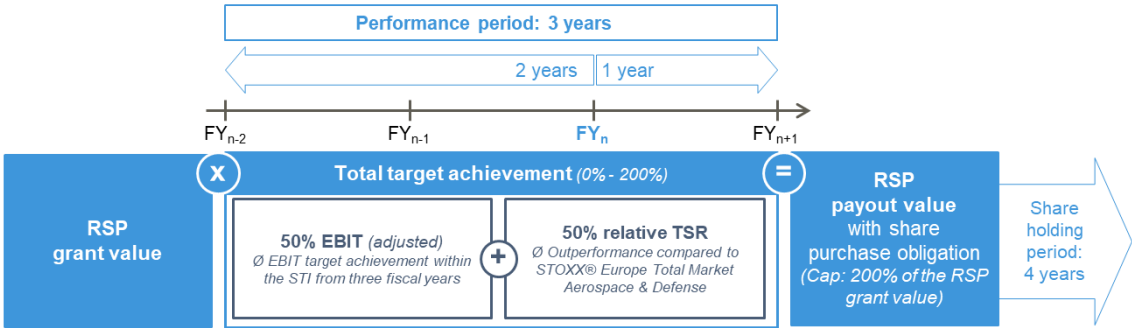 Performance period: 3 years
2 years
1 year
FYn-2
FYn-1
FYn
FYn+1
RSP
grant value
x
Total target achievement (0% - 200%)
=
50% EBIT (adjusted)
Ø EBIT target achievement within
the STI from three fiscal years
+
50% relative TSR
Ø Outperformance compared to
STOXX® Europe Total Market
Aerospace & Defense
RSP
payout value
with share
purchase obligation
(Cap: 200% of the RSP
grant value)
Share
holding
period:
4 years